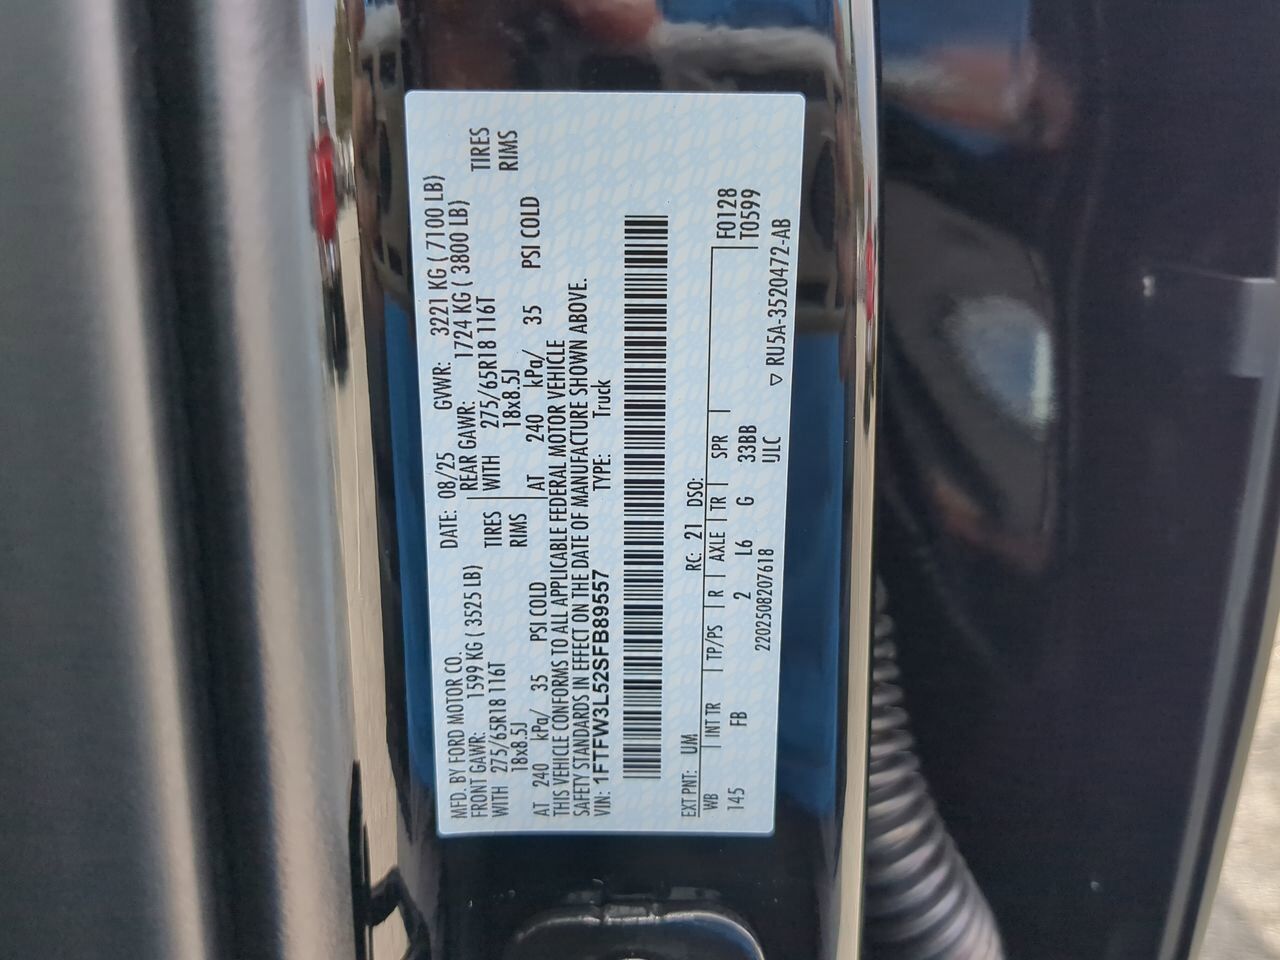 MFD. BY FORD MOTOR CO. DATE: 08/25 GVWR: 3221 KG ( 7100 LB)
FRONT GAWR: 1599 KG ( 3525 LB) REAR GAWR: 1724 KG ( 3800 LB)
WITH 275/65R18 116T TIRES WITH 275/65R18 116T TIRES
18x8.5J RIMS 18x8.5J RIMS
AT 240 kPa/ 35 PSI COLD AT 240 kPa/ 35 PSI COLD
THIS VEHICLE CONFORMS TO ALL APPLICABLE FEDERAL MOTOR VEHICLE
SAFETY STANDARDS IN EFFECT ON THE DATE OF MANUFACTURE SHOWN ABOVE.
VIN: 1FTFW3L52SFB89557 TYPE: Truck
EXT PNT: UM RC: 21 DSO:
WB INT TR TP/PS R AXLE TR SPR F0128
145 FB 2 L6 G 33BB T0599
2202508207618 UJLC ▽ RU5A-3520472-AB